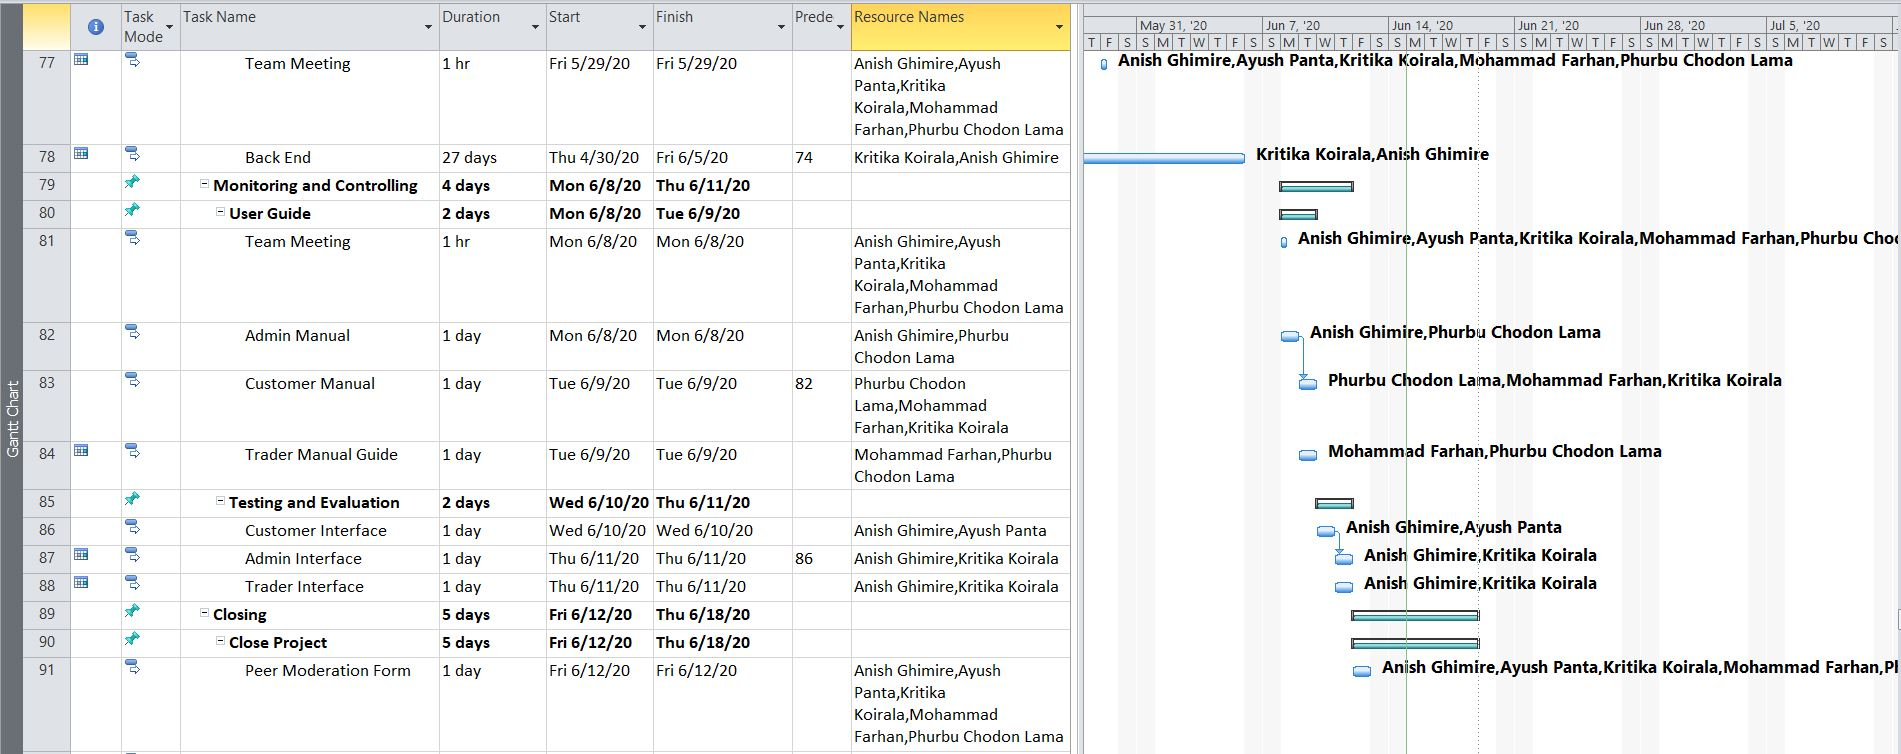 Gantt Chart
Task Mode
Task Name
Duration
Start
Finish
Prede
Resource Names
May 31, '20
Jun 7, '20
Jun 14, '20
Jun 21, '20
Jun 28, '20
Jul 5, '20
T F S S M T W T F S S M T W T F S S M T W T F S S M T W T F S S M T W T F S S M T W T F S
77 Team Meeting 1 hr Fri 5/29/20 Fri 5/29/20 Anish Ghimire,Ayush
Panta,Kritika
Koirala,Mohammad
Farhan,Phurbu Chodon Lama
Anish Ghimire,Ayush Panta,Kritika Koirala,Mohammad Farhan,Phurbu Chodon Lama
78 Back End 27 days Thu 4/30/20 Fri 6/5/20 74 Kritika Koirala,Anish Ghimire
Kritika Koirala,Anish Ghimire
79 Monitoring and Controlling 4 days Mon 6/8/20 Thu 6/11/20
80 User Guide 2 days Mon 6/8/20 Tue 6/9/20
81 Team Meeting 1 hr Mon 6/8/20 Mon 6/8/20 Anish Ghimire,Ayush
Panta,Kritika
Koirala,Mohammad
Farhan,Phurbu Chodon Lama
Anish Ghimire,Ayush Panta,Kritika Koirala,Mohammad Farhan,Phurbu Cho
82 Admin Manual 1 day Mon 6/8/20 Mon 6/8/20 Anish Ghimire,Phurbu
Chodon Lama
Anish Ghimire,Phurbu Chodon Lama
83 Customer Manual 1 day Tue 6/9/20 Tue 6/9/20 82 Phurbu Chodon
Lama,Mohammad
Farhan,Kritika Koirala
Phurbu Chodon Lama,Mohammad Farhan,Kritika Koirala
84 Trader Manual Guide 1 day Tue 6/9/20 Tue 6/9/20 Mohammad Farhan,Phurbu
Chodon Lama
Mohammad Farhan,Phurbu Chodon Lama
85 Testing and Evaluation 2 days Wed 6/10/20 Thu 6/11/20
86 Customer Interface 1 day Wed 6/10/20 Wed 6/10/20 Anish Ghimire,Ayush Panta
Anish Ghimire,Ayush Panta
87 Admin Interface 1 day Thu 6/11/20 Thu 6/11/20 86 Anish Ghimire,Kritika Koirala
Anish Ghimire,Kritika Koirala
88 Trader Interface 1 day Thu 6/11/20 Thu 6/11/20 Anish Ghimire,Kritika Koirala
Anish Ghimire,Kritika Koirala
89 Closing 5 days Fri 6/12/20 Thu 6/18/20
90 Close Project 5 days Fri 6/12/20 Thu 6/18/20
91 Peer Moderation Form 1 day Fri 6/12/20 Fri 6/12/20 Anish Ghimire,Ayush
Panta,Kritika
Koirala,Mohammad
Farhan,Phurbu Chodon Lama
Anish Ghimire,Ayush Panta,Kritika Koirala,Mohammad Farhan,P